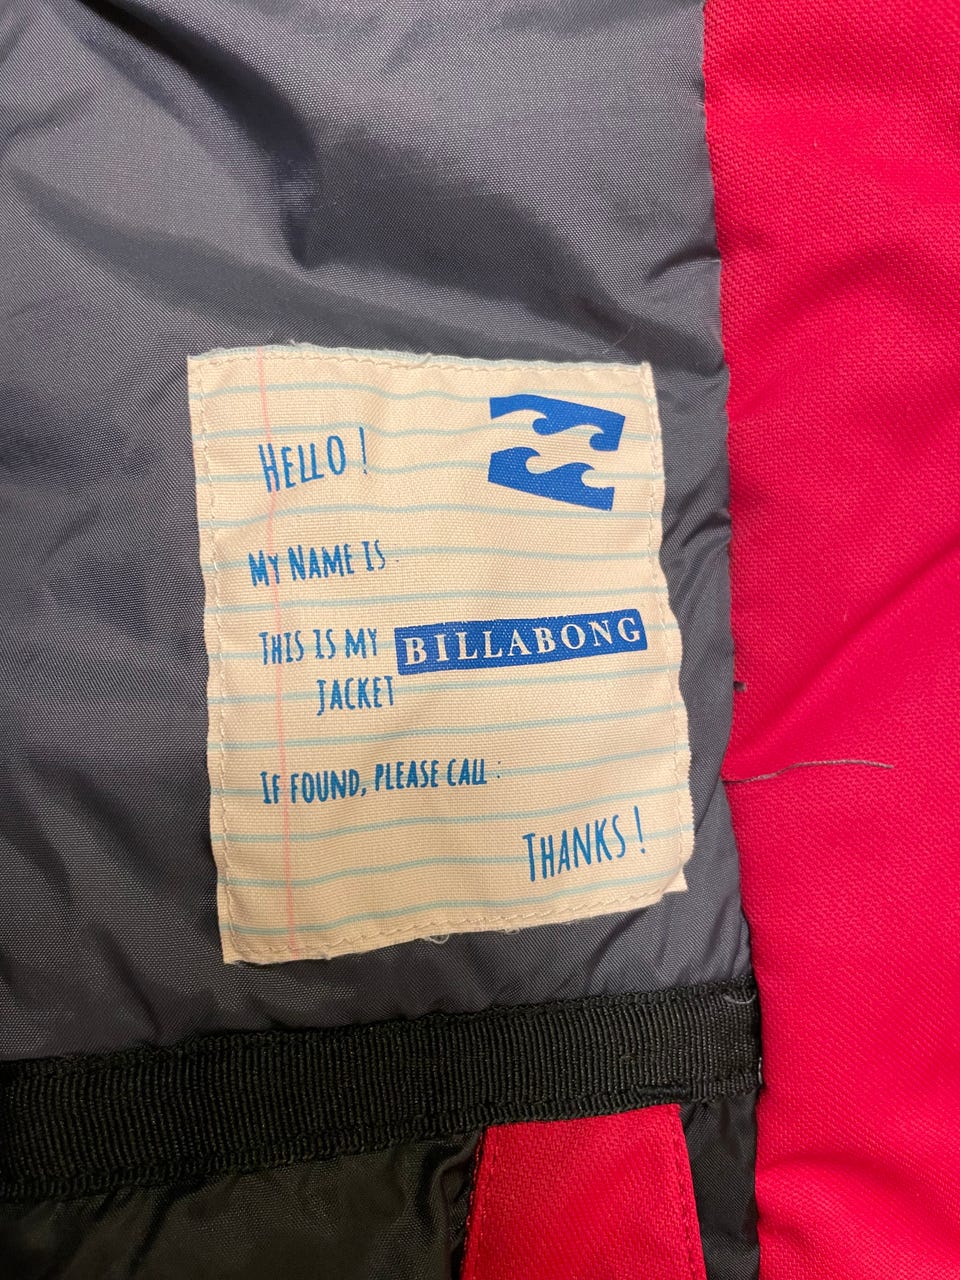 HELLO !
MY NAME IS :
THIS IS MY BILLABONG
JACKET
IF FOUND, PLEASE CALL :
THANKS !